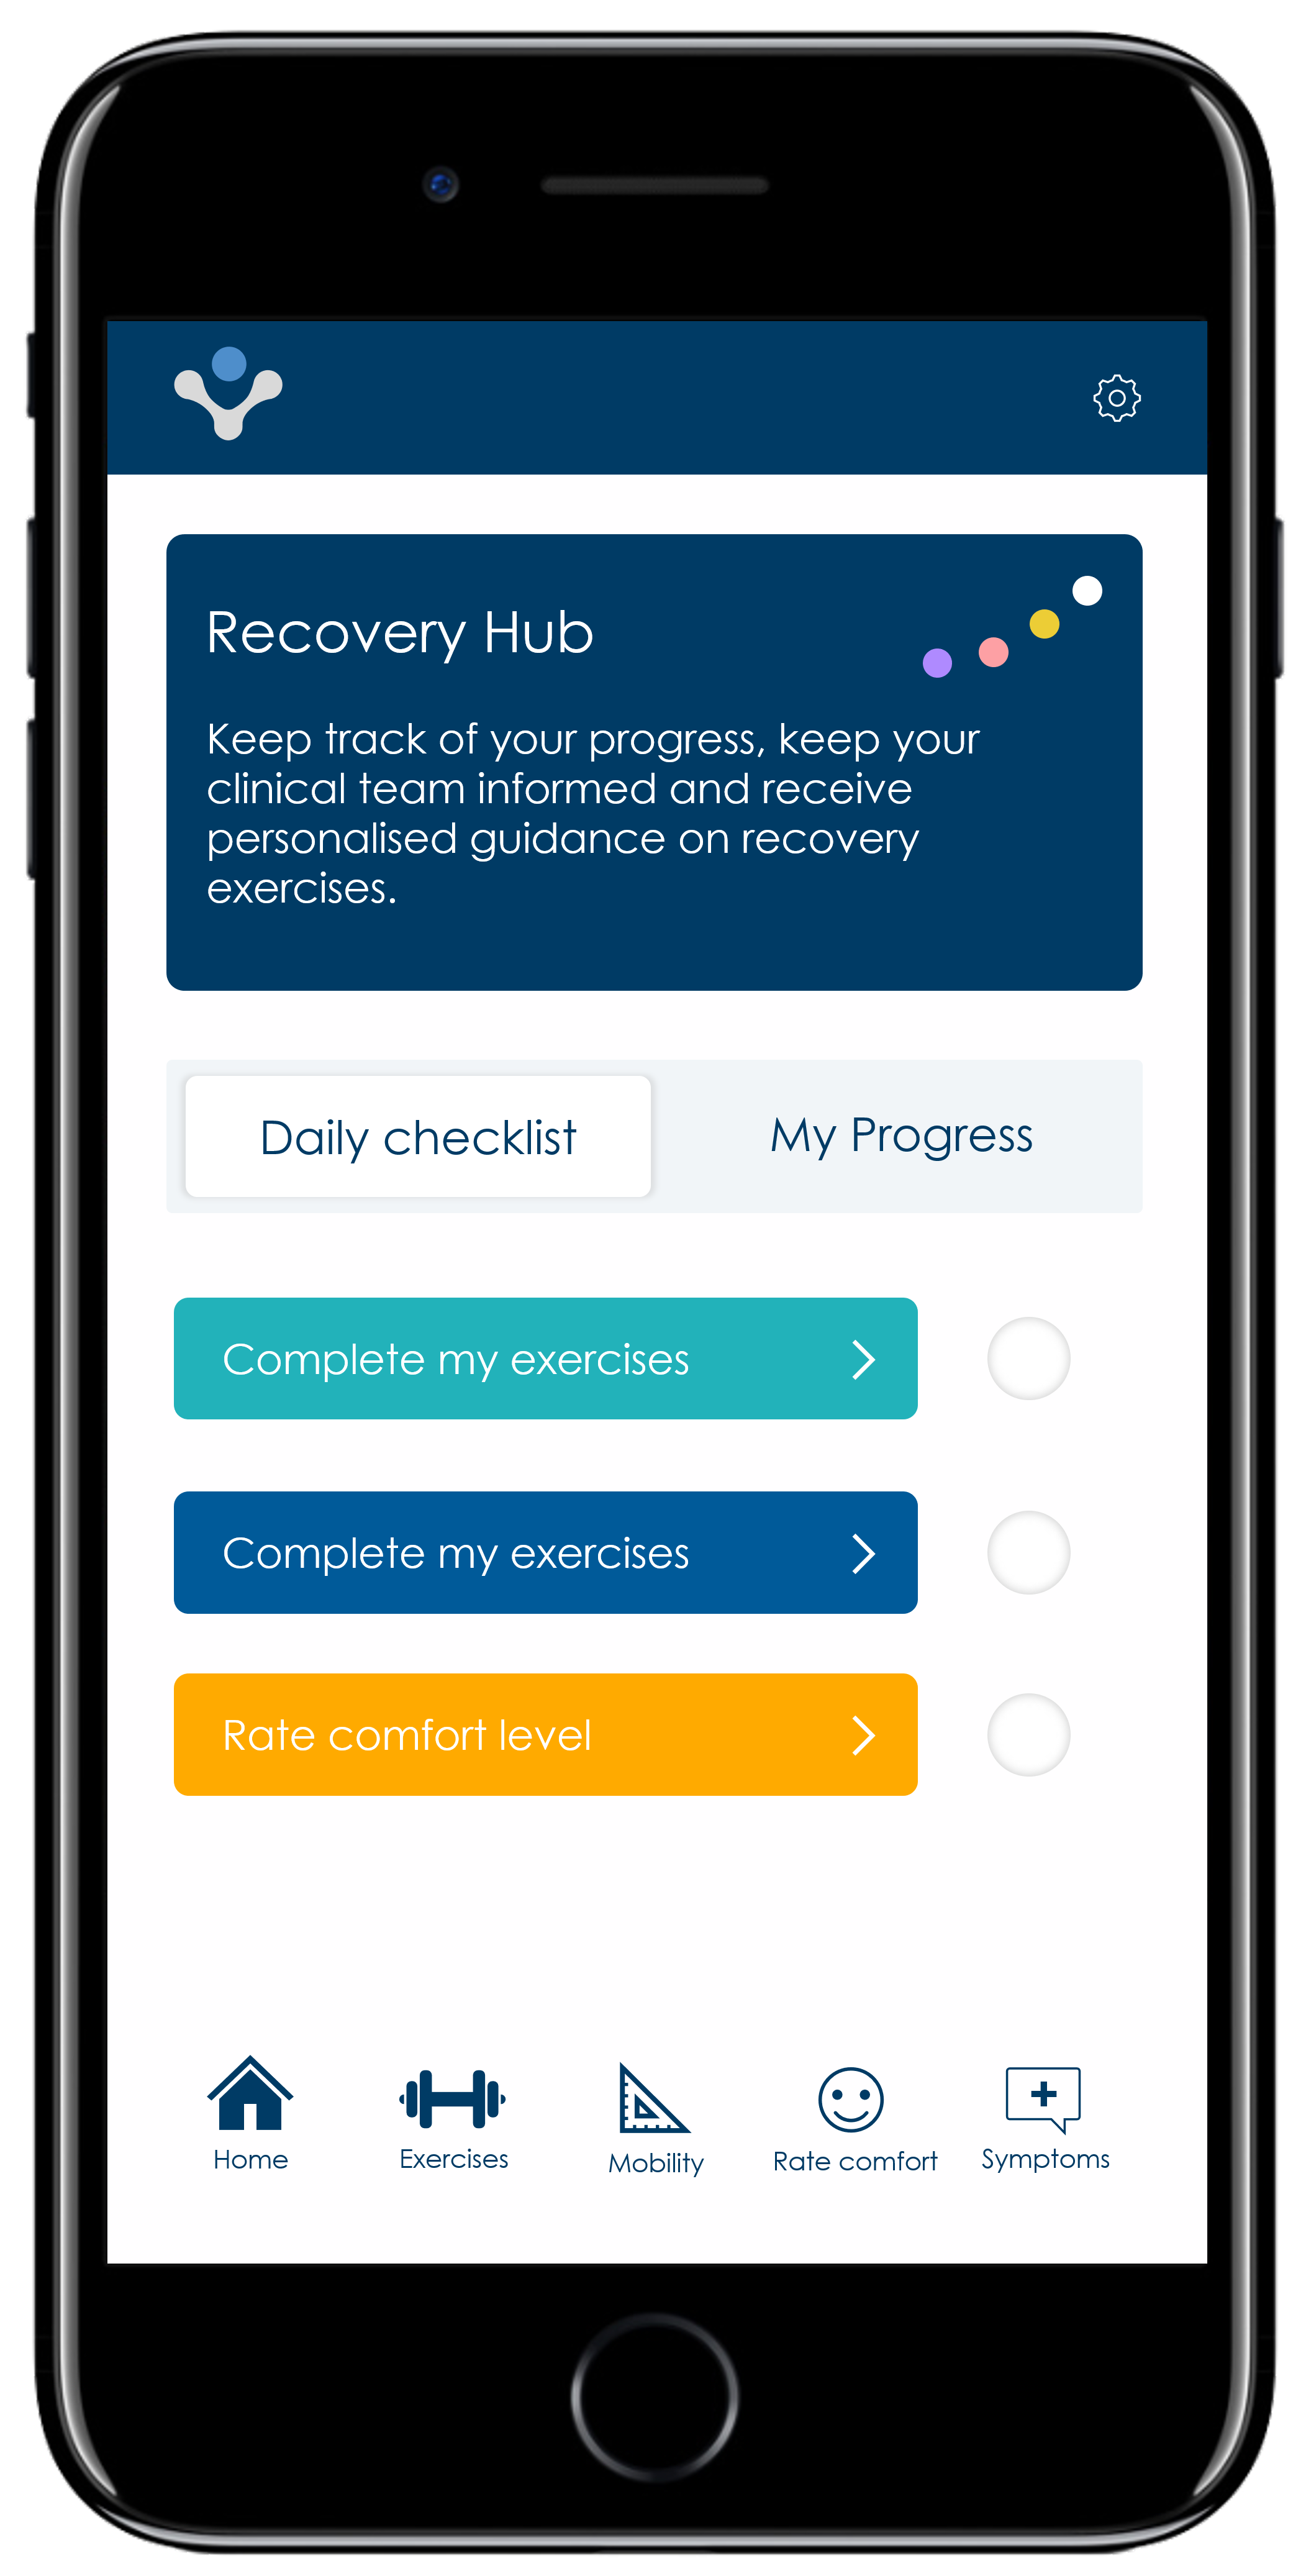 Recovery Hub
Keep track of your progress, keep your
clinical team informed and receive
personalised guidance on recovery
exercises.
Daily checklist
My Progress
Complete my exercises
Complete my exercises
Rate comfort level
Home
Exercises
Mobility
Rate comfort
Symptoms